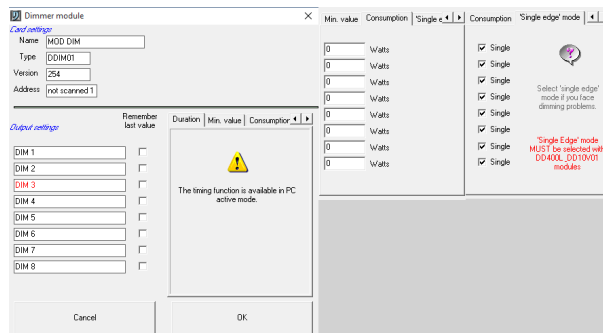 Dimmer module
Card settings
Name MOD DIM
Type DDIM01
Version 254
Address not scanned 1
Output settings
Remember
last value
DIM 1
DIM 2
DIM 3
DIM 4
DIM 5
DIM 6
DIM 7
DIM 8
Duration Min. value Consumption
The timing function is available in PC
active mode.
Cancel OK
Min. value Consumption 'Single e
0 Watts
0 Watts
0 Watts
0 Watts
0 Watts
0 Watts
0 Watts
0 Watts
Consumption 'Single edge' mode
Single
Single
Single
Single
Single
Single
Single
Single
Select 'single edge'
mode if you face
dimming problems.
'Single Edge' mode
MUST be selected with
DD400L_DD10V01
modules